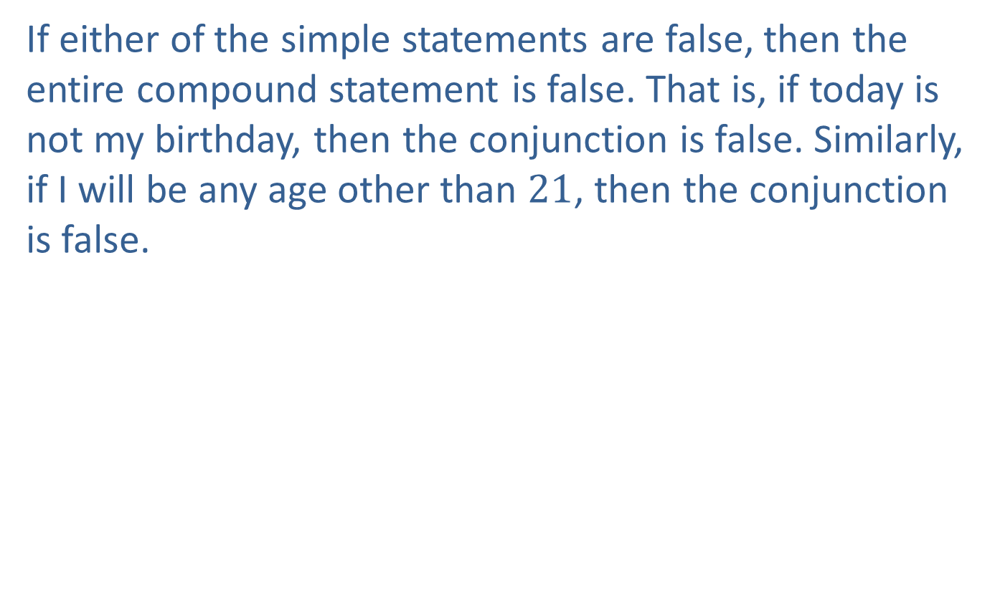 If either of the simple statements are false, then the
entire compound statement is false. That is, if today is
not my birthday, then the conjunction is false. Similarly,
if I will be any age other than 21, then the conjunction
is false.